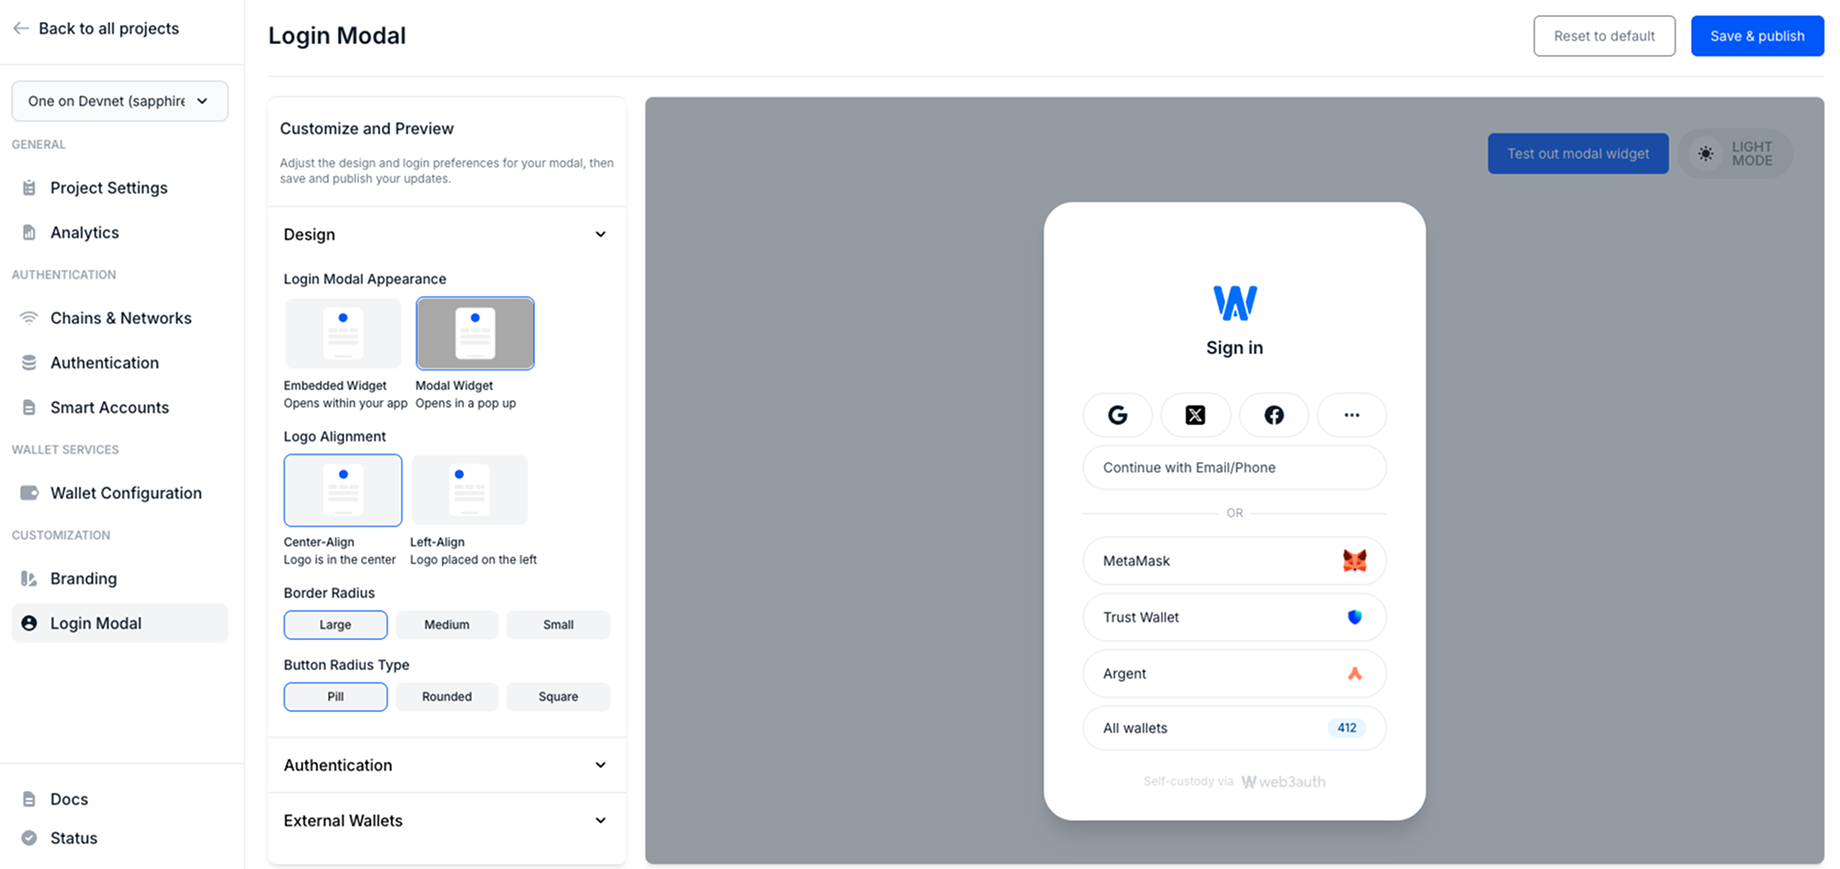 Back to all projects
One on Devnet (sapphire
GENERAL
Project Settings
Analytics
AUTHENTICATION
Chains & Networks
Authentication
Smart Accounts
WALLET SERVICES
Wallet Configuration
CUSTOMIZATION
Branding
Login Modal
Docs
Status
Login Modal
Reset to default
Save & publish
Customize and Preview
Adjust the design and login preferences for your modal, then
save and publish your updates.
Design
Login Modal Appearance
Embedded Widget
Opens within your app
Modal Widget
Opens in a pop up
Logo Alignment
Center-Align
Logo is in the center
Left-Align
Logo placed on the left
Border Radius
Large
Medium
Small
Button Radius Type
Pill
Rounded
Square
Authentication
External Wallets
Test out modal widget
LIGHT
MODE
Sign in
Continue with Email/Phone
OR
MetaMask
Trust Wallet
Argent
All wallets
412
Self-custody via web3auth